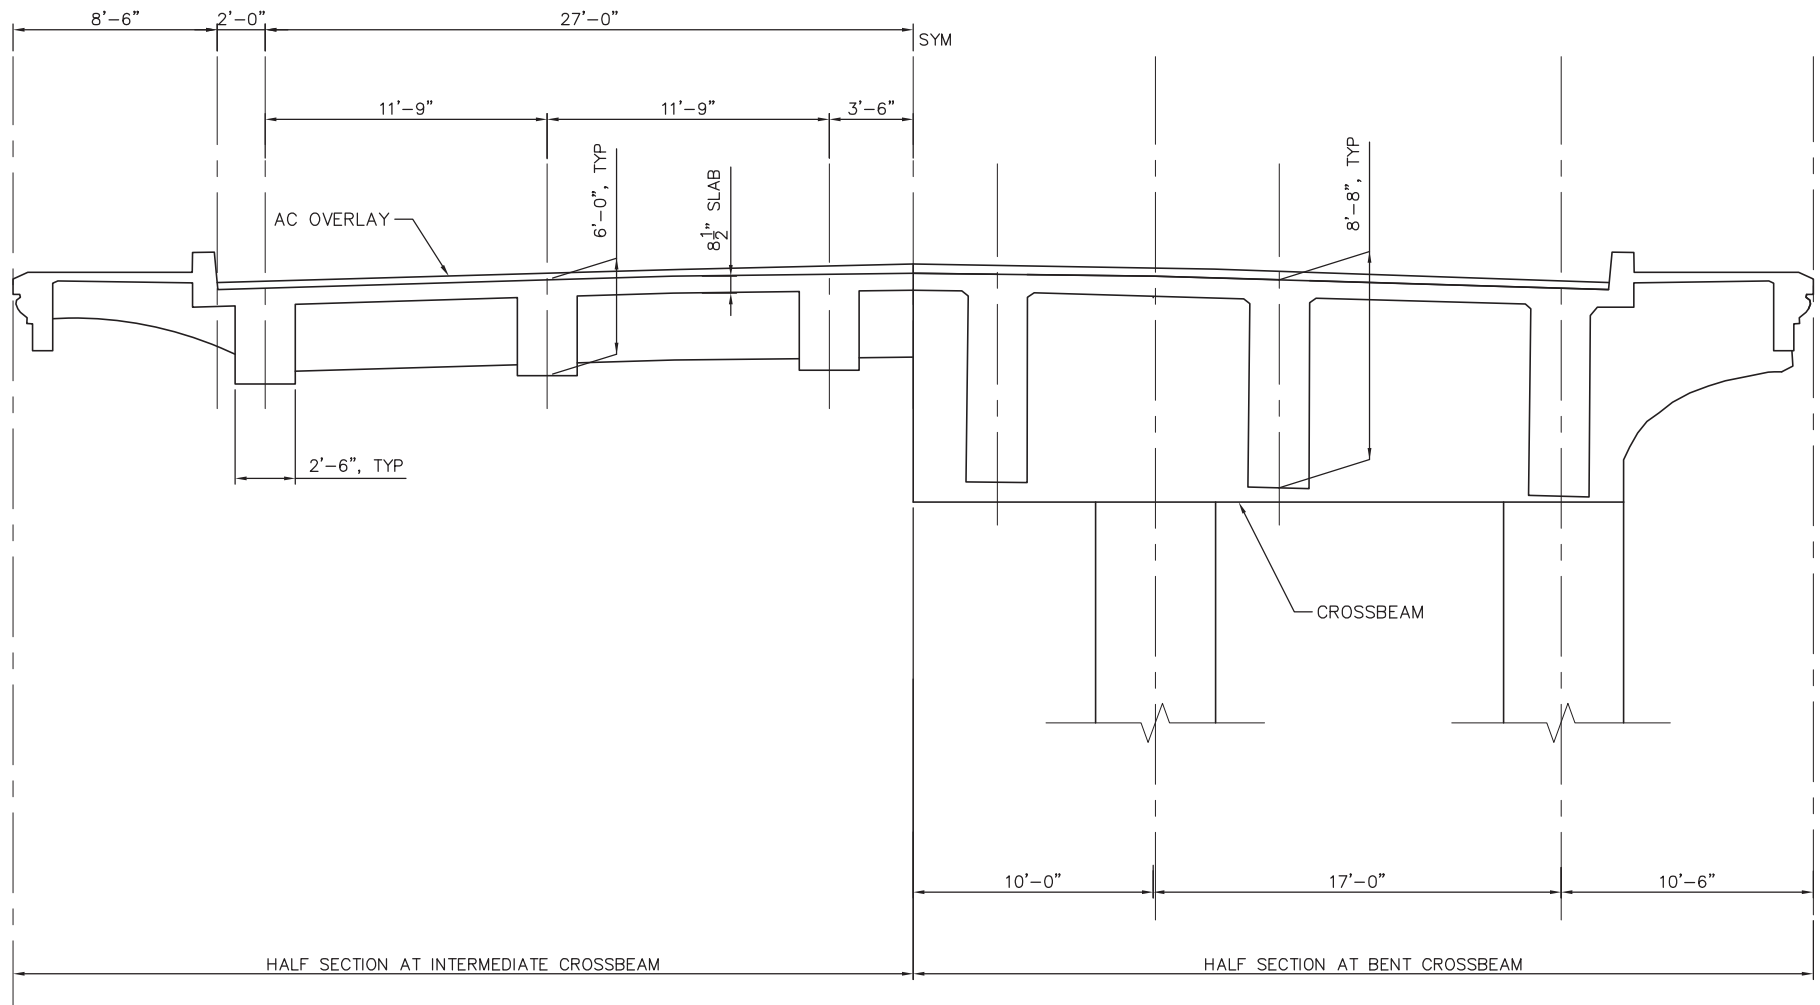 8'-6" 2'-0" 27'-0"
SYM
11'-9" 11'-9" 3'-6"
6'-0", TYP
8½" SLAB
8'-8", TYP
AC OVERLAY
2'-6", TYP
CROSSBEAM
10'-0" 17'-0" 10'-6"
HALF SECTION AT INTERMEDIATE CROSSBEAM HALF SECTION AT BENT CROSSBEAM